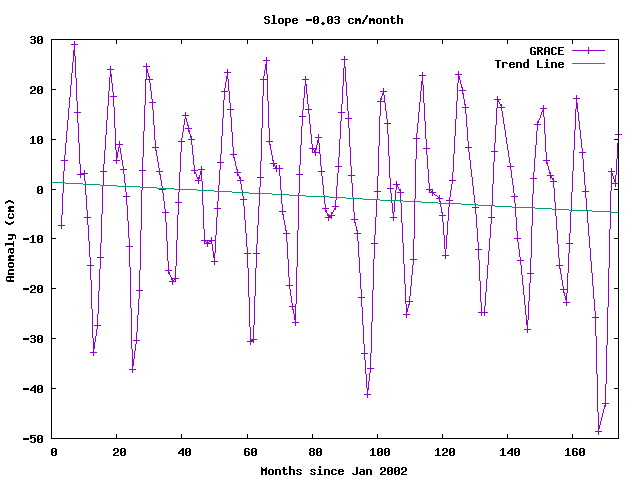 Slope -0.03 cm/month
GRACE
Trend Line
30
20
10
0
-10
-20
-30
-40
-50
Anomaly (cm)
0 20 40 60 80 100 120 140 160
Months since Jan 2002